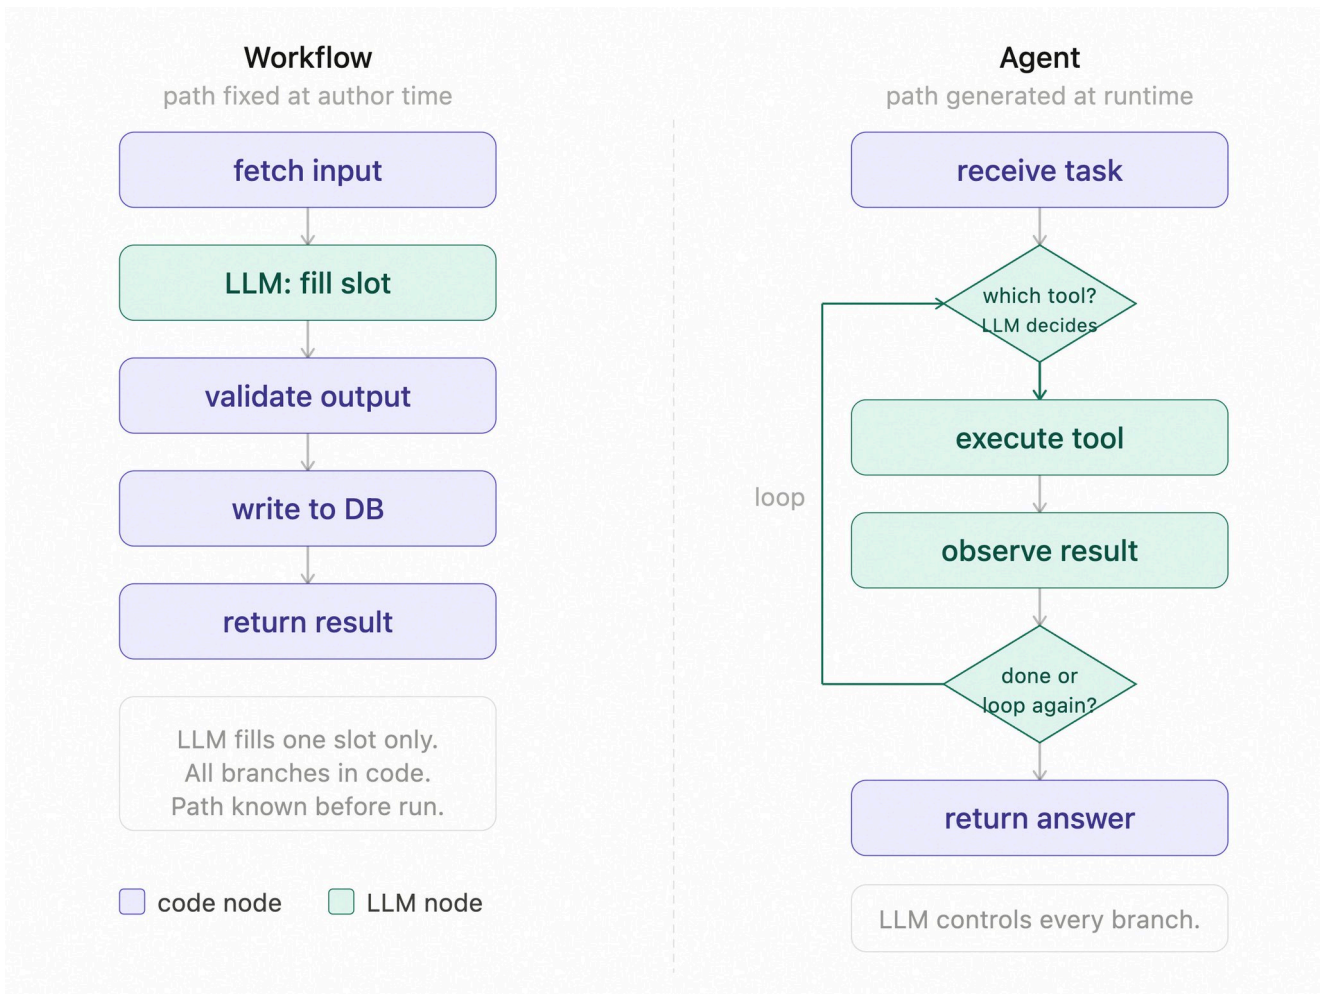 Workflow
path fixed at author time
fetch input
LLM: fill slot
validate output
write to DB
return result
LLM fills one slot only.
All branches in code.
Path known before run.
code node
LLM node
Agent
path generated at runtime
receive task
which tool?
LLM decides
execute tool
loop
observe result
done or
loop again?
return answer
LLM controls every branch.